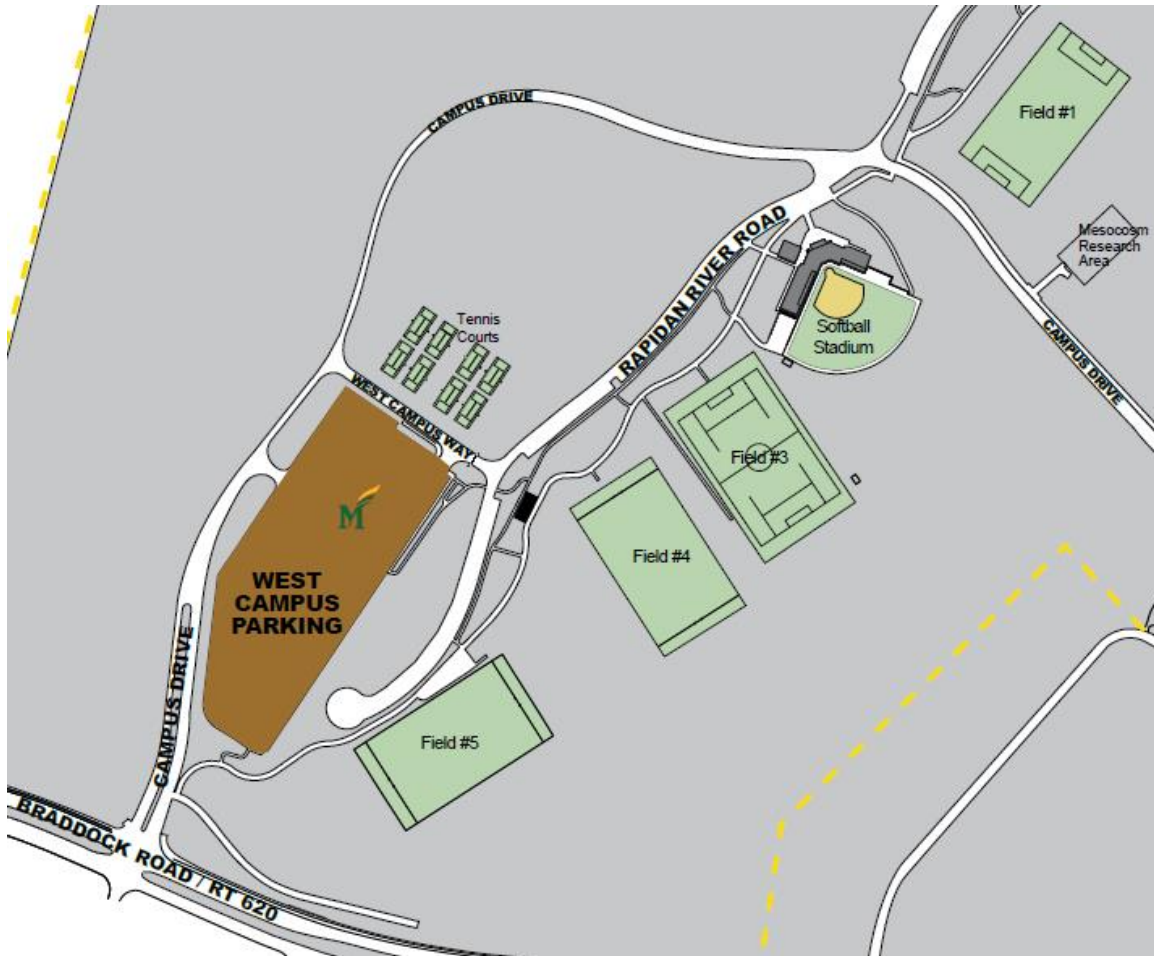 CAMPUS DRIVE
Field #1
Mesocosm
Research
Area
RAPIDAN RIVER ROAD
Tennis
Courts
Softball
Stadium
CAMPUS DRIVE
WEST CAMPUS WAY
Field #3
M
Field #4
WEST
CAMPUS
PARKING
CAMPUS DRIVE
Field #5
BRADDOCK ROAD / RT 620